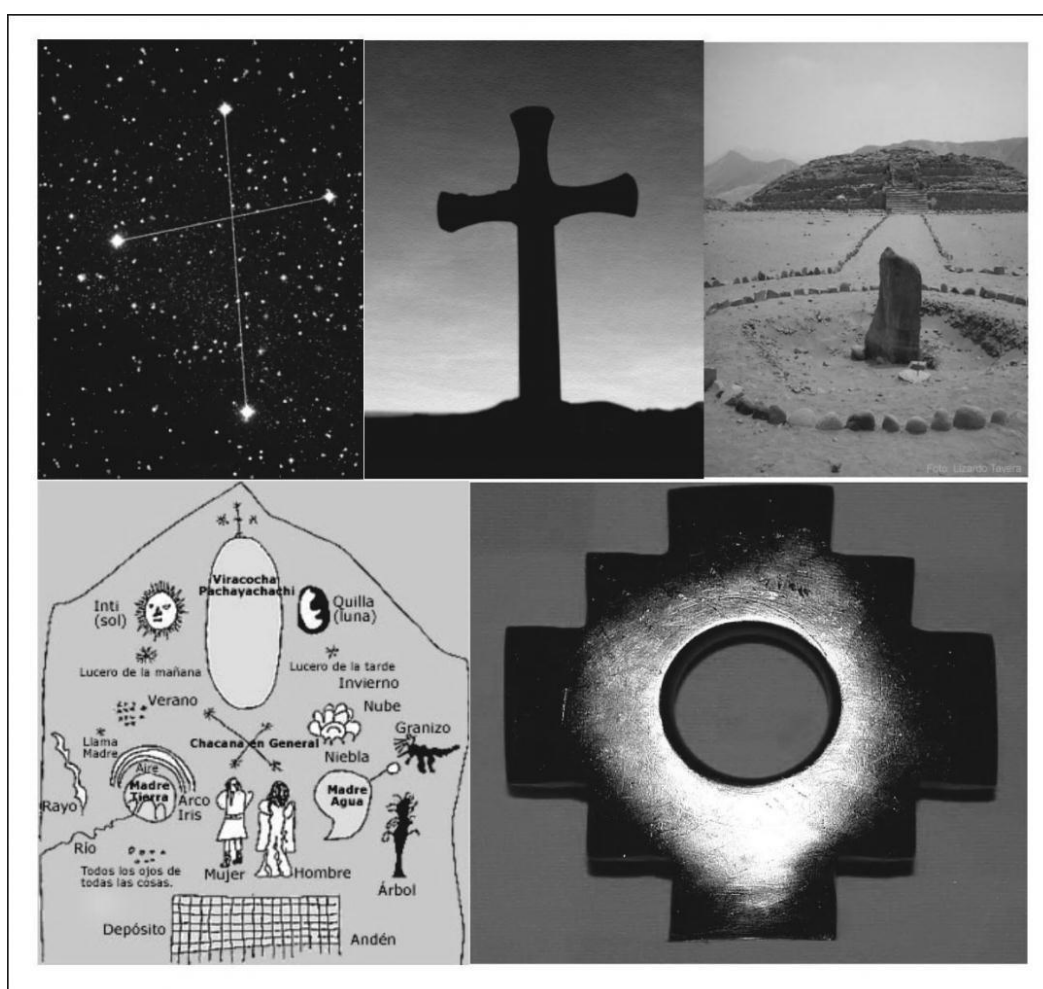 Foto: Lizardo Tavera
Viracocha
Pachayachachi
Inti
(sol)
Quilla
(luna)
Lucero de la mañana
Lucero de la tarde
Invierno
Verano
Nube
Granizo
Llama
Madre
Chacana en General
Niebla
Aire
Madre
Tierra
Arco
Iris
Madre
Agua
Rayo
Río
Todos los ojos de
todas las cosas.
Mujer
Hombre
Árbol
Depósito
Andén